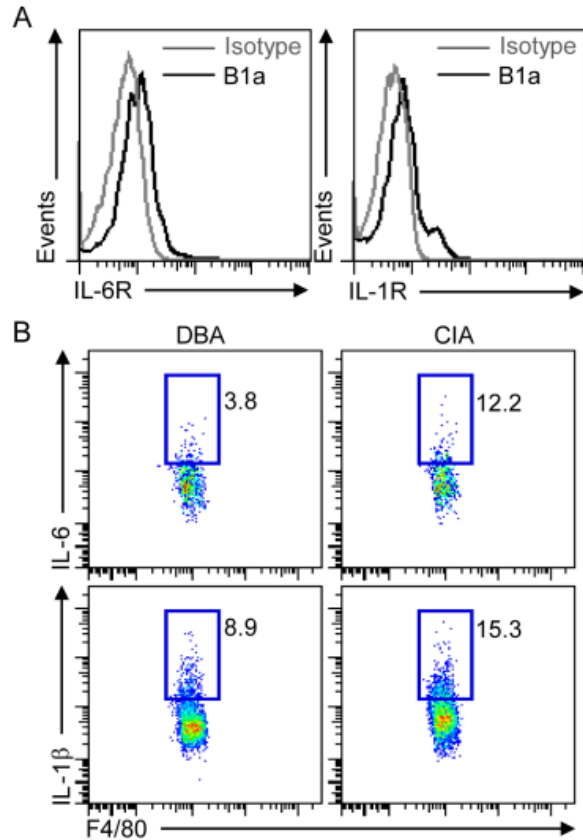 A
Isotype
B1a
Events
IL-6R
Isotype
B1a
Events
IL-1R
B
DBA
CIA
IL-6
3.8
12.2
IL-1β
8.9
15.3
F4/80